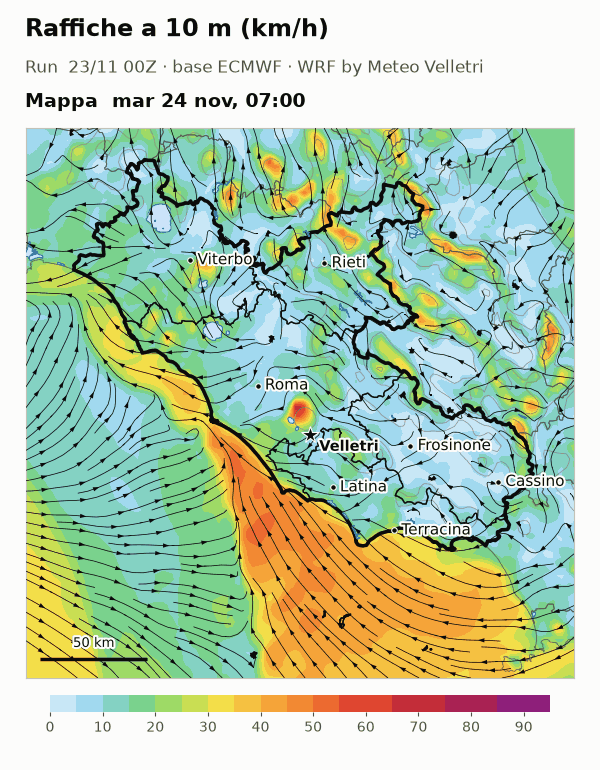 Raffiche a 10 m (km/h)
Run 23/11 00Z · base ECMWF · WRF by Meteo Velletri
Mappa mar 24 nov, 07:00
Viterbo
Rieti
Roma
Velletri
Frosinone
Cassino
Latina
Terracina
50 km
0 10 20 30 40 50 60 70 80 90